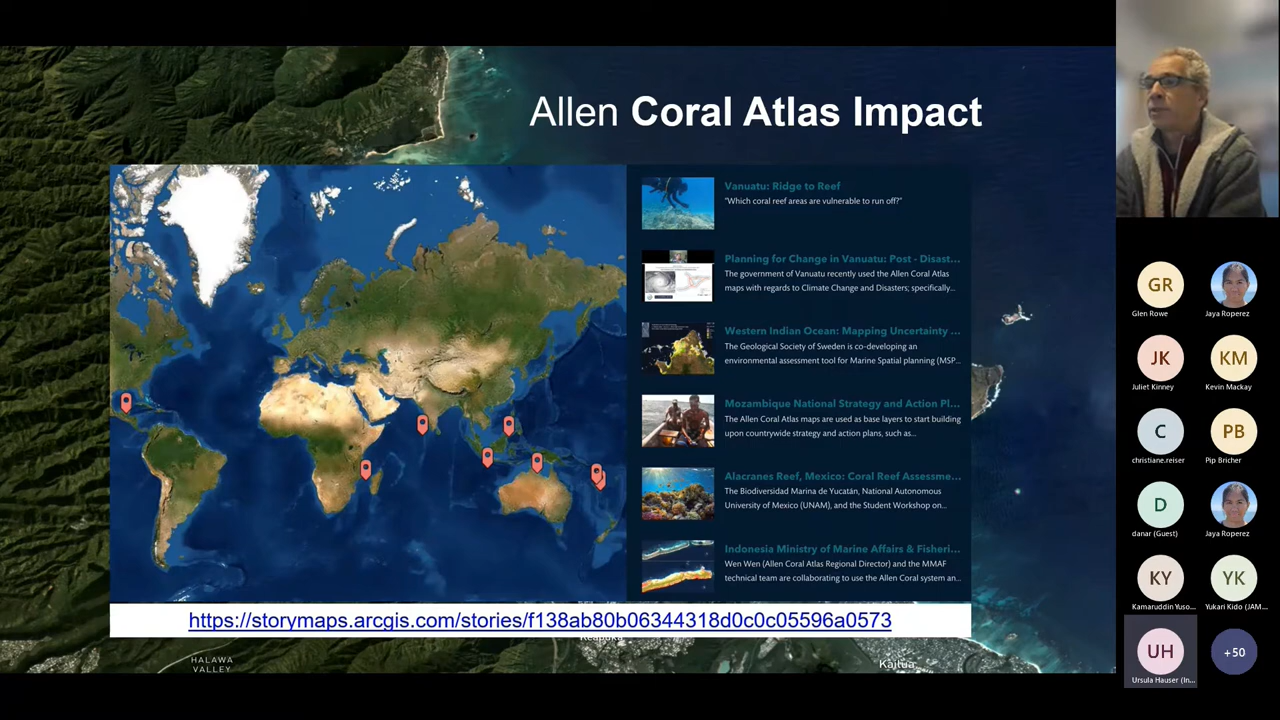 Allen Coral Atlas Impact
Vanuatu: Ridge to Reef
"Which coral reef areas are vulnerable to run off?"
Planning for Change in Vanuatu: Post - Disast...
The government of Vanuatu recently used the Allen Coral Atlas
maps with regards to Climate Change and Disasters; specifically...
Western Indian Ocean: Mapping Uncertainty ...
The Geological Society of Sweden is co-developing an
environmental assessment tool for Marine Spatial planning (MSP...
Mozambique National Strategy and Action Pl...
The Allen Coral Atlas maps are used as base layers to start building
upon countrywide strategy and action plans, such as...
Alacranes Reef, Mexico: Coral Reef Assessme...
The Biodiversidad Marina de Yucatán, National Autonomous
University of Mexico (UNAM), and the Student Workshop on...
Indonesia Ministry of Marine Affairs & Fisheri...
Wen Wen (Allen Coral Atlas Regional Director) and the MMAF
technical team are collaborating to use the Allen Coral system an...
https://storymaps.arcgis.com/stories/f138ab80b06344318d0c0c05596a0573
HALAWA
VALLEY
Kailua
GR
Glen Rowe
Jaya Roperez
JK
Juliet Kinney
KM
Kevin Mackay
C
christiane.reiser
PB
Pip Bricher
D
danar (Guest)
Jaya Roperez
KY
Kamaruddin Yuso...
YK
Yukari Kido (JAM...
UH
Ursula Hauser (In...
+50